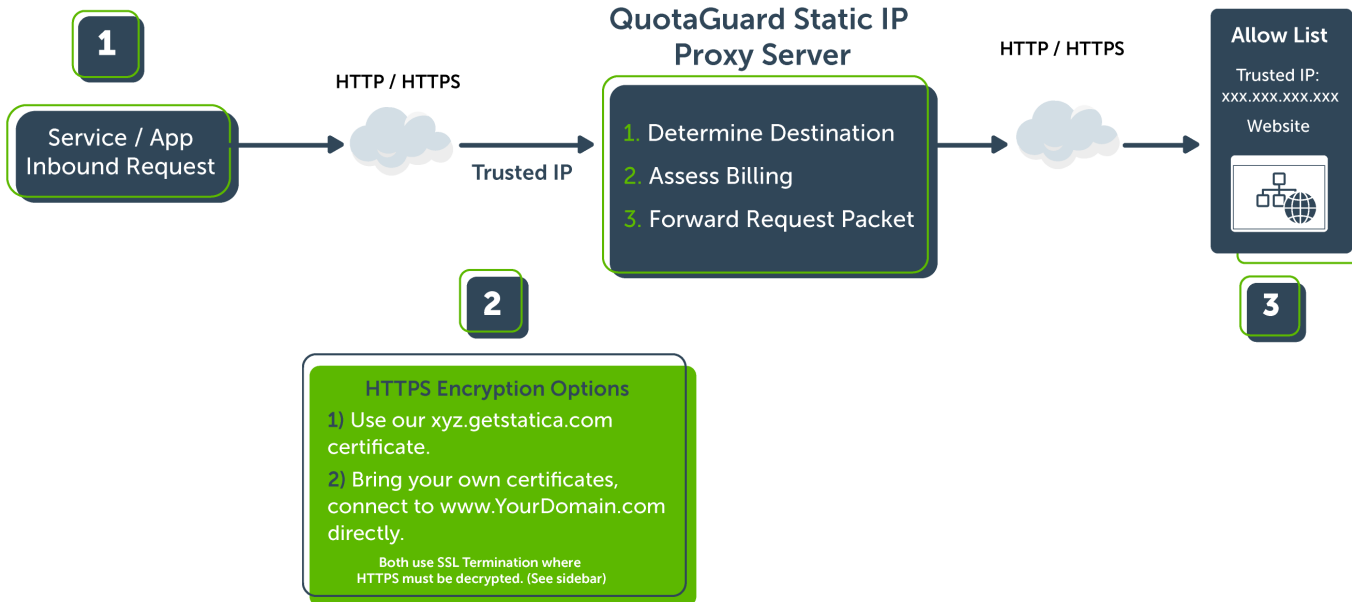 1
Service / App
Inbound Request
HTTP / HTTPS
Trusted IP
QuotaGuard Static IP
Proxy Server
1. Determine Destination
2. Assess Billing
3. Forward Request Packet
HTTP / HTTPS
Allow List
Trusted IP:
xxx.xxx.xxx.xxx
Website
2
HTTPS Encryption Options
1) Use our xyz.getstatica.com
certificate.
2) Bring your own certificates,
connect to www.YourDomain.com
directly.
Both use SSL Termination where
HTTPS must be decrypted. (See sidebar)
3